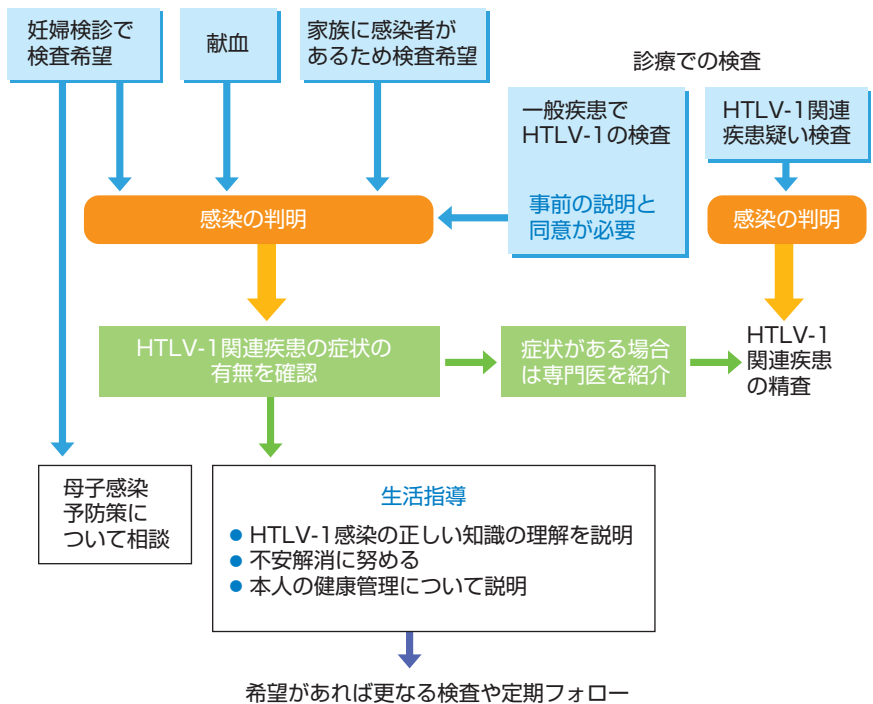 妊婦検診で
検査希望
献血
家族に感染者が
あるため検査希望
診療での検査
一般疾患で
HTLV-1の検査
事前の説明と
同意が必要
HTLV-1関連
疾患疑い検査
感染の判明
感染の判明
HTLV-1関連疾患の症状の
有無を確認
症状がある場合
は専門医を紹介
HTLV-1
関連疾患
の精査
母子感染
予防策に
ついて相談
生活指導
● HTLV-1感染の正しい知識の理解を説明
● 不安解消に努める
● 本人の健康管理について説明
希望があれば更なる検査や定期フォロー